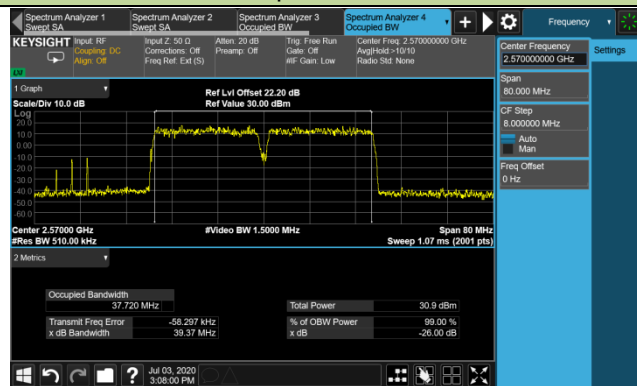 Spectrum Analyzer 1
Swept SA
Spectrum Analyzer 2
Swept SA
Spectrum Analyzer 3
Occupied BW
Spectrum Analyzer 4
Occupied BW
Frequency
KEYSIGHT
Input: RF
Coupling: DC
Align: Off
Input Z: 50 Ω
Corrections: Off
Freq Ref: Ext (S)
Atten: 20 dB
Preamp: Off
Trig: Free Run
Gate: Off
#IF Gain: Low
Center Freq: 2.570000000 GHz
Avg|Hold >10/10
Radio Std: None
LXI
Center Frequency
2.570000000 GHz
Settings
Span
80.000 MHz
CF Step
8.000000 MHz
Auto
Man
Freq Offset
0 Hz
1 Graph
Scale/Div 10.0 dB
Ref Lvl Offset 22.20 dB
Ref Value 30.00 dBm
Log
20.0
10.0
0.00
-10.0
-20.0
-30.0
-40.0
-50.0
-60.0
Center 2.57000 GHz
#Video BW 1.5000 MHz
Span 80 MHz
#Res BW 510.00 kHz
Sweep 1.07 ms (2001 pts)
2 Metrics
Occupied Bandwidth
37.720 MHz
Total Power
30.9 dBm
Transmit Freq Error
-58.297 kHz
% of OBW Power
99.00 %
x dB Bandwidth
39.37 MHz
x dB
-26.00 dB
Jul 03, 2020
3:08:00 PM